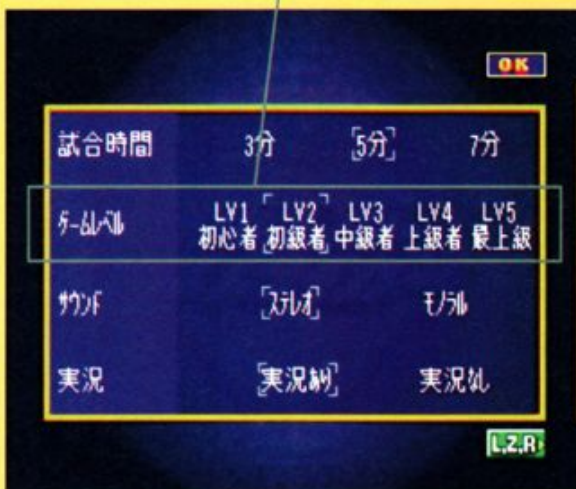 OK
試合時間 3分 5分 7分
ゲームレベル LV1 LV2 LV3 LV4 LV5
初心者 初級者 中級者 上級者 最上級
サウンド ステレオ モノラル
実況 実況あり 実況なし
L,Z,R